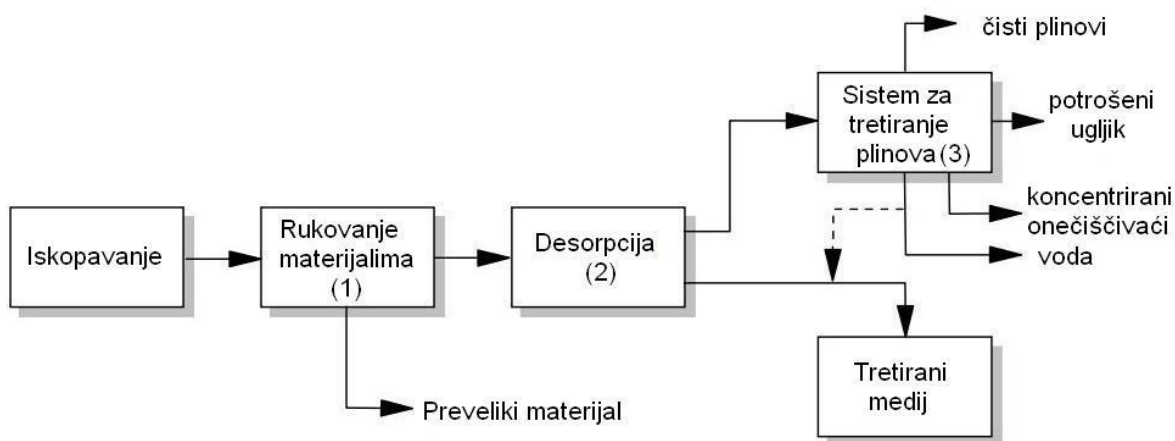 čisti plinovi
Sistem za
tretiranje
plinova (3)
potrošeni
ugljik
koncentrirani
onečiščivaći
voda
Iskopavanje
Rukovanje
materijalima
(1)
Desorpcija
(2)
Tretirani
medij
Preveliki materijal